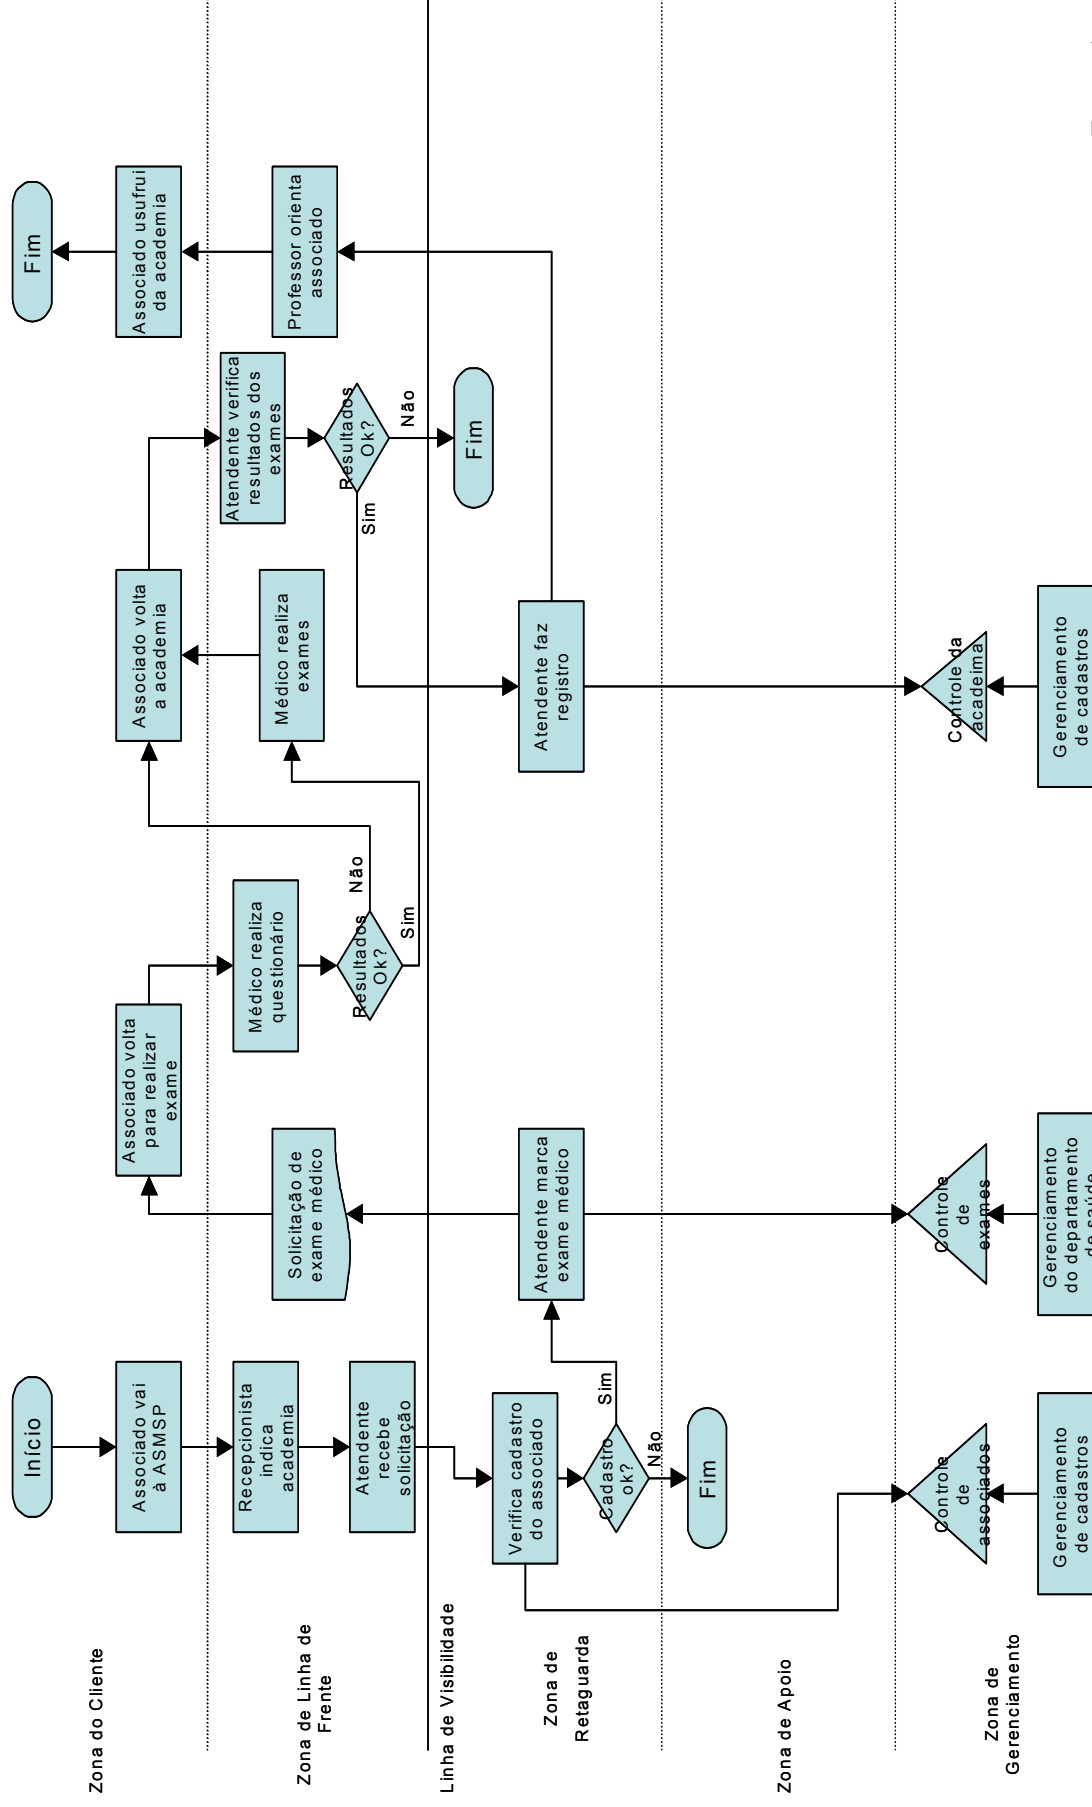 Zona do Cliente
Início
Associado vai
à ASMSP
Associado volta
para realizar
exame
Associado volta
a academia
Associado usufrui
da academia
Fim
Zona de Linha de
Frente
Recepcionista
indica
academia
Atendente
recebe
solicitação
Solicitação de
exame médico
Médico realiza
questionário
Resultados
Ok?
Não
Sim
Médico realiza
exames
Atendente verifica
resultados dos
exames
Resultados
Ok?
Sim
Não
Fim
Professor orienta
associado
Linha de Visibilidade
Zona de
Retaguarda
Verifica cadastro
do associado
Cadastro
ok?
Sim
Não
Fim
Atendente marca
exame médico
Atendente faz
registro
Zona de Apoio
Zona de
Gerenciamento
Controle
de
associados
Gerenciamento
de cadastros
Controle
de
exames
Gerenciamento
do departamento
de saúde
Controle da
acadeima
Gerenciamento
de cadastros